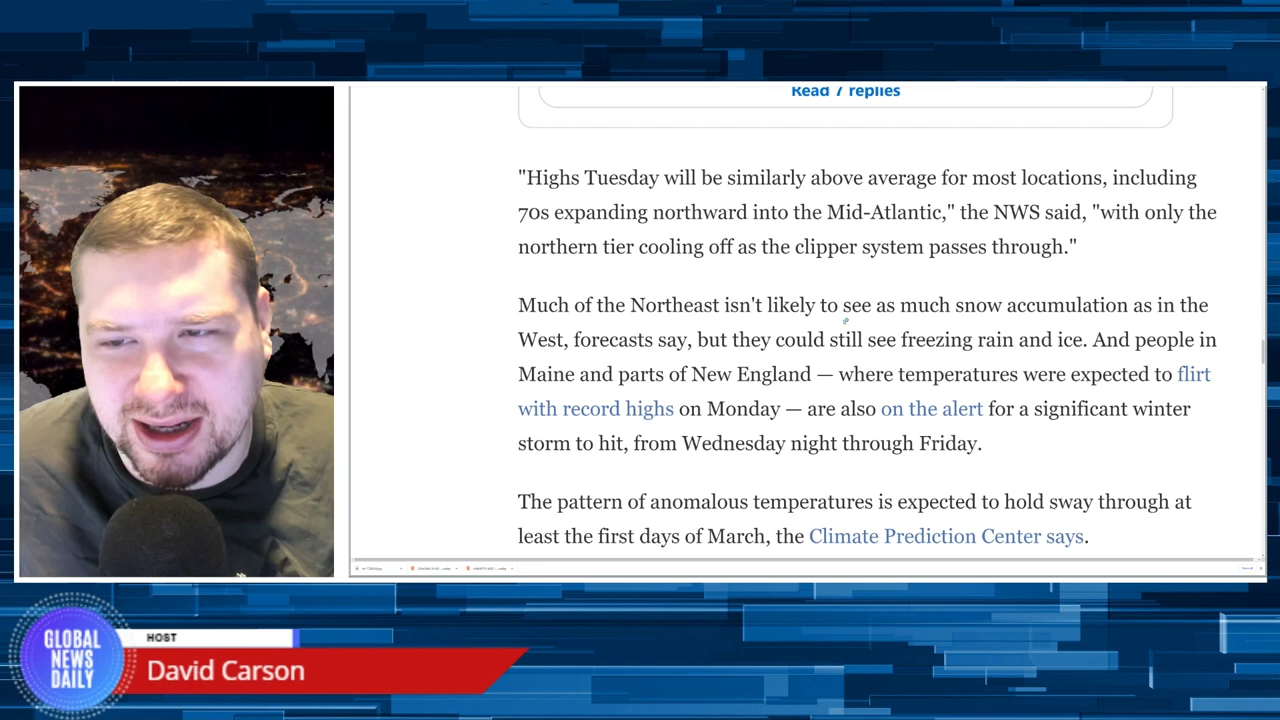 Read 7 replies
"Highs Tuesday will be similarly above average for most locations, including
70s expanding northward into the Mid-Atlantic," the NWS said, "with only the
northern tier cooling off as the clipper system passes through."
Much of the Northeast isn't likely to see as much snow accumulation as in the
West, forecasts say, but they could still see freezing rain and ice. And people in
Maine and parts of New England — where temperatures were expected to flirt
with record highs on Monday — are also on the alert for a significant winter
storm to hit, from Wednesday night through Friday.
The pattern of anomalous temperatures is expected to hold sway through at
least the first days of March, the Climate Prediction Center says.
GLOBAL
NEWS
DAILY
HOST
David Carson